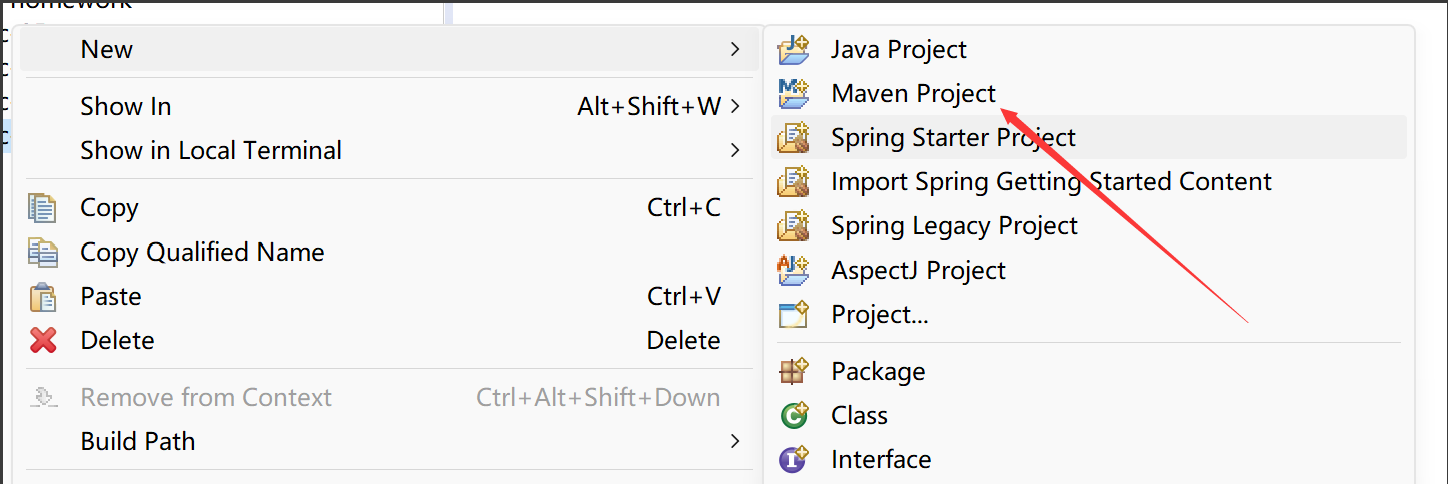 homework
New
Show In Alt+Shift+W
Show in Local Terminal
Copy Ctrl+C
Copy Qualified Name
Paste Ctrl+V
Delete Delete
Remove from Context Ctrl+Alt+Shift+Down
Build Path
Java Project
Maven Project
Spring Starter Project
Import Spring Getting Started Content
Spring Legacy Project
AspectJ Project
Project...
Package
Class
Interface